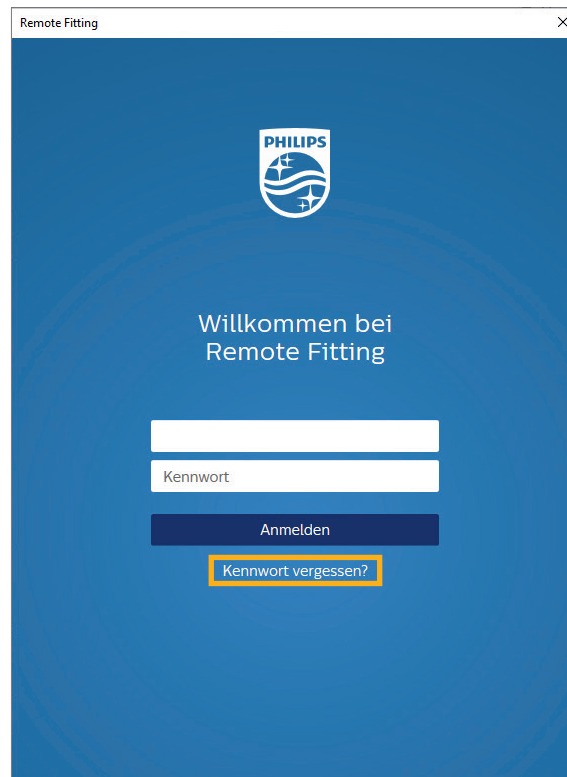 Remote Fitting
PHILIPS
Willkommen bei
Remote Fitting
Kennwort
Anmelden
Kennwort vergessen?